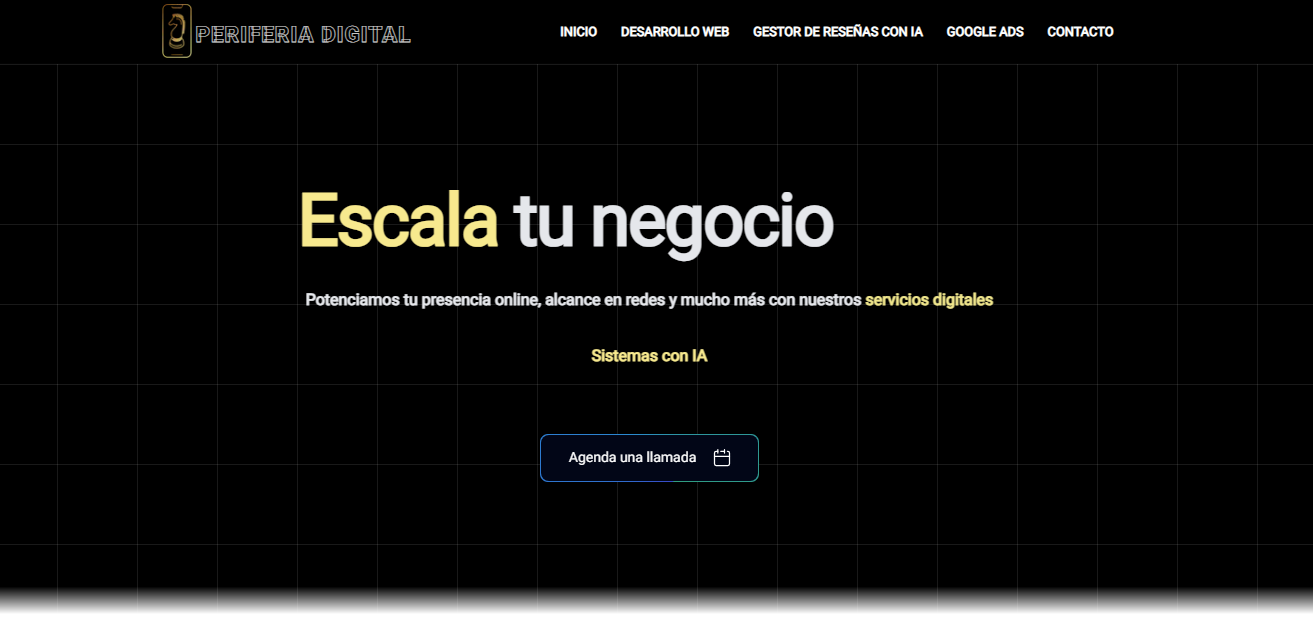 PERIFERIA DIGITAL
INICIO DESARROLLO WEB GESTOR DE RESEÑAS CON IA GOOGLE ADS CONTACTO
Escala tu negocio
Potenciamos tu presencia online, alcance en redes y mucho más con nuestros servicios digitales
Sistemas con IA
Agenda una llamada